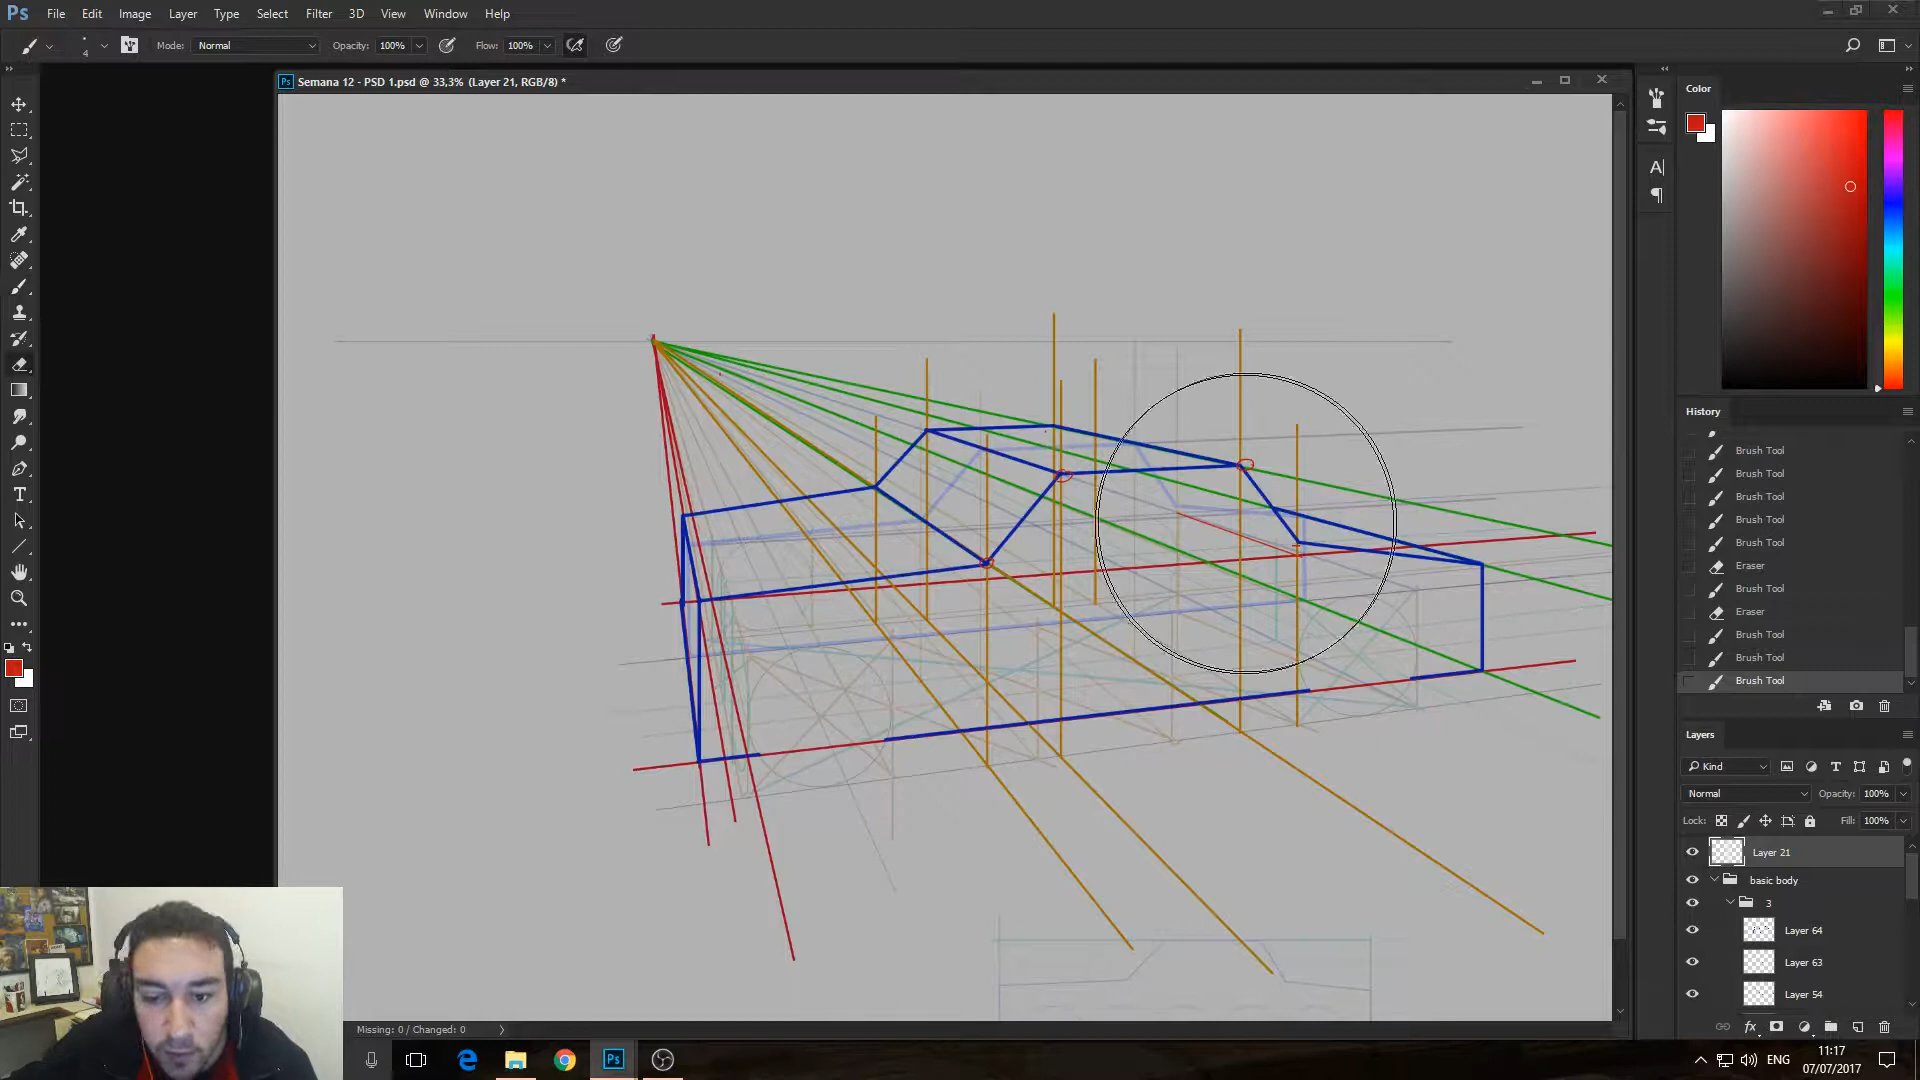 Ps File Edit Image Layer Type Select Filter 3D View Window Help
4 Mode: Normal Opacity: 100% Flow: 100%
Ps Semana 12 - PSD 1.psd @ 33,3% (Layer 21, RGB/8) *
Color
History
Brush Tool
Brush Tool
Brush Tool
Brush Tool
Brush Tool
Eraser
Brush Tool
Eraser
Brush Tool
Brush Tool
Brush Tool
Layers
Kind
Normal Opacity: 100%
Lock: Fill: 100%
Layer 21
basic body
3
Layer 64
Layer 63
Layer 54
Missing: 0 / Changed: 0
Ps
ENG
11:17
07/07/2017